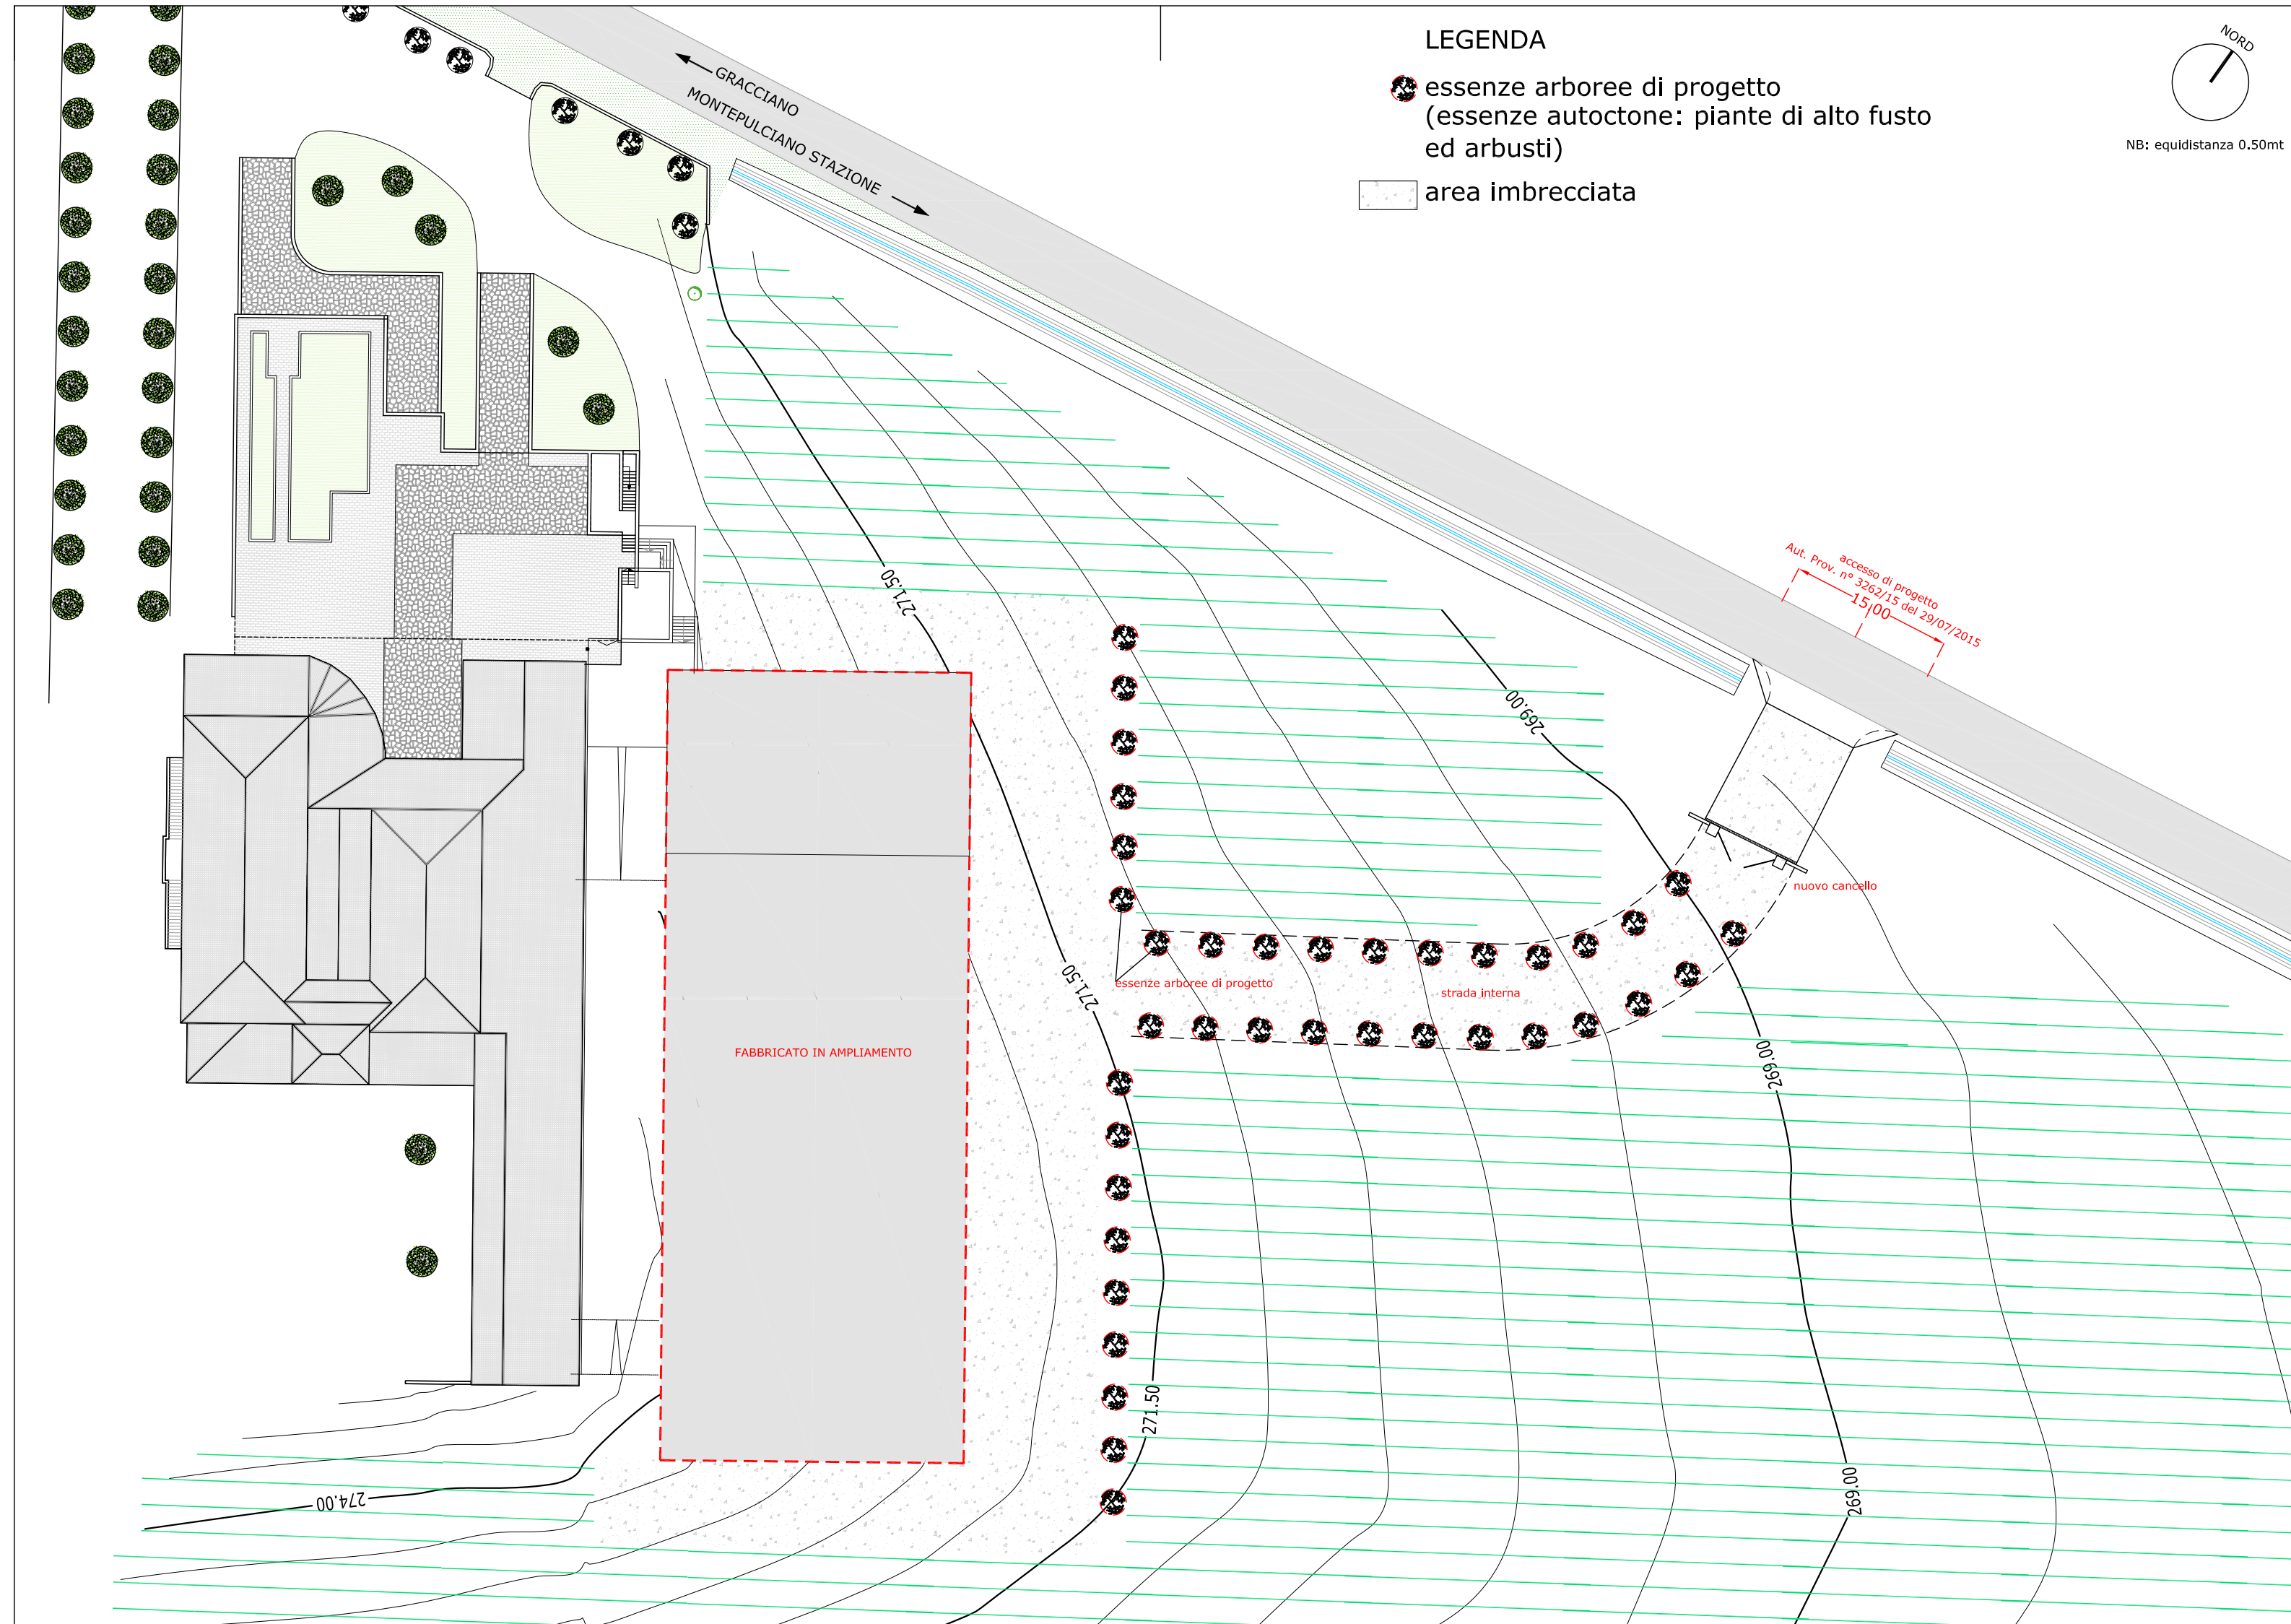 LEGENDA
essenze arboree di progetto
(essenze autoctone: piante di alto fusto
ed arbusti)
area imbrecciata
NORD
NB: equidistanza 0.50mt
GRACCIANO
MONTEPULCIANO STAZIONE
accesso di progetto
Aut. Prov. n° 3262/15 del 29/07/2015
15,00
271.50
269.00
nuovo cancello
271.50
essenze arboree di progetto
strada interna
FABBRICATO IN AMPLIAMENTO
269.00
271.50
269.00
274.00